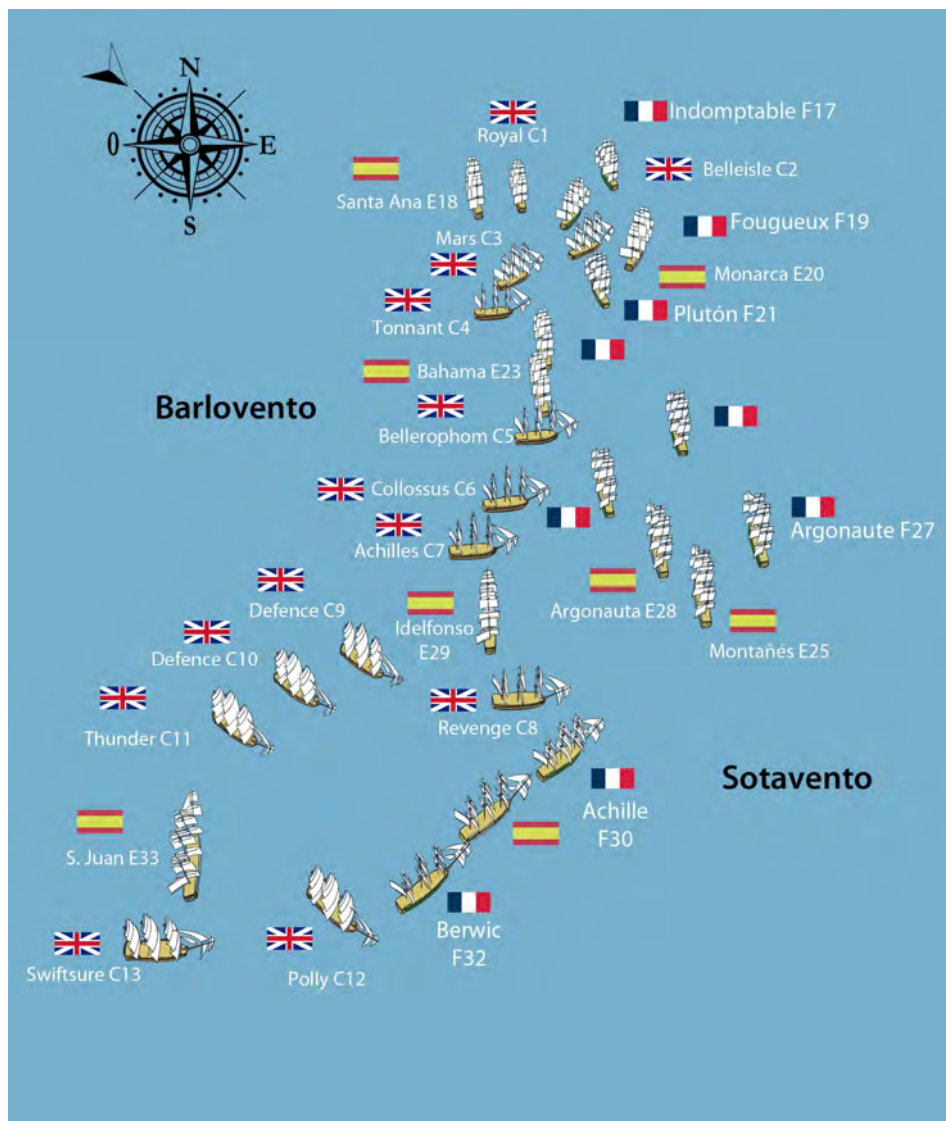 N
O
E
S
Royal C1
Indomptable F17
Belleisle C2
Santa Ana E18
Mars C3
Fougueux F19
Monarca E20
Tonnant C4
Plutón F21
Bahama E23
Barlovento
Bellerophom C5
Collossus C6
Achilles C7
Argonaute F27
Defence C9
Idelfonso
E29
Argonauta E28
Defence C10
Montañés E25
Thunder C11
Revenge C8
Sotavento
Achille
F30
S. Juan E33
Berwic
F32
Swiftsure C13
Polly C12